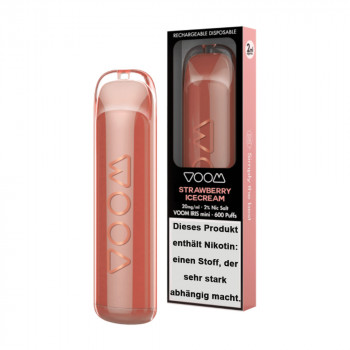 VOOM
RECHARGEABLE DISPOSABLE
2ml
VOOM
STRAWBERRY
ICECREAM
20mg/ml - 2% Nic Salt
VOOM IRIS mini - 600 Puffs
Dieses Produkt
enthält Nikotin:
einen Stoff, der
sehr stark
abhängig macht.